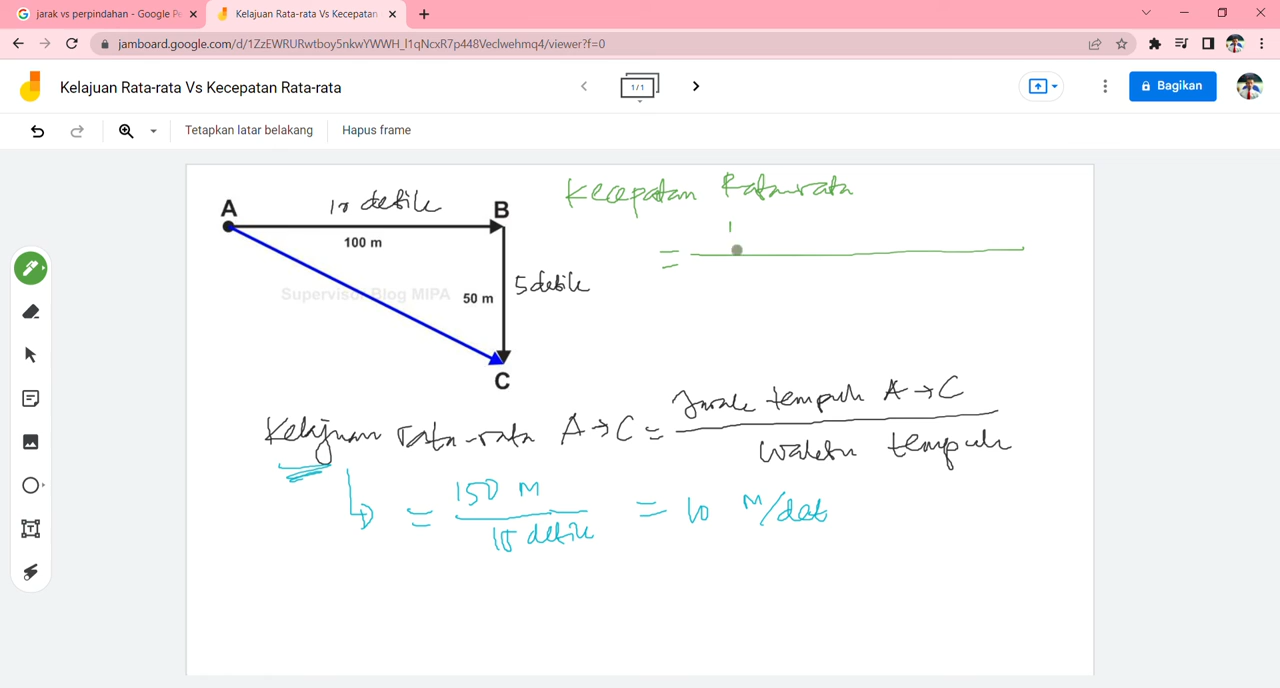 jarak vs perpindahan - Google Pe
Kelajuan Rata-rata Vs Kecepatan
jamboard.google.com/d/1ZzEWRURwtboy5nkwYWWH_l1qNcxR7p448Veclwehmq4/viewer?f=0
Kelajuan Rata-rata Vs Kecepatan Rata-rata
1/1
Bagikan
Tetapkan latar belakang
Hapus frame
Kecepatan Rata-rata
=
A
10 detik
B
100 m
5 detik
50 m
Supervisor Blog MIPA
C
Kelajuan rata-rata A→C = Jarak tempuh A→C
Waktu tempuh
= 150 M = 10 M/det
15 detik